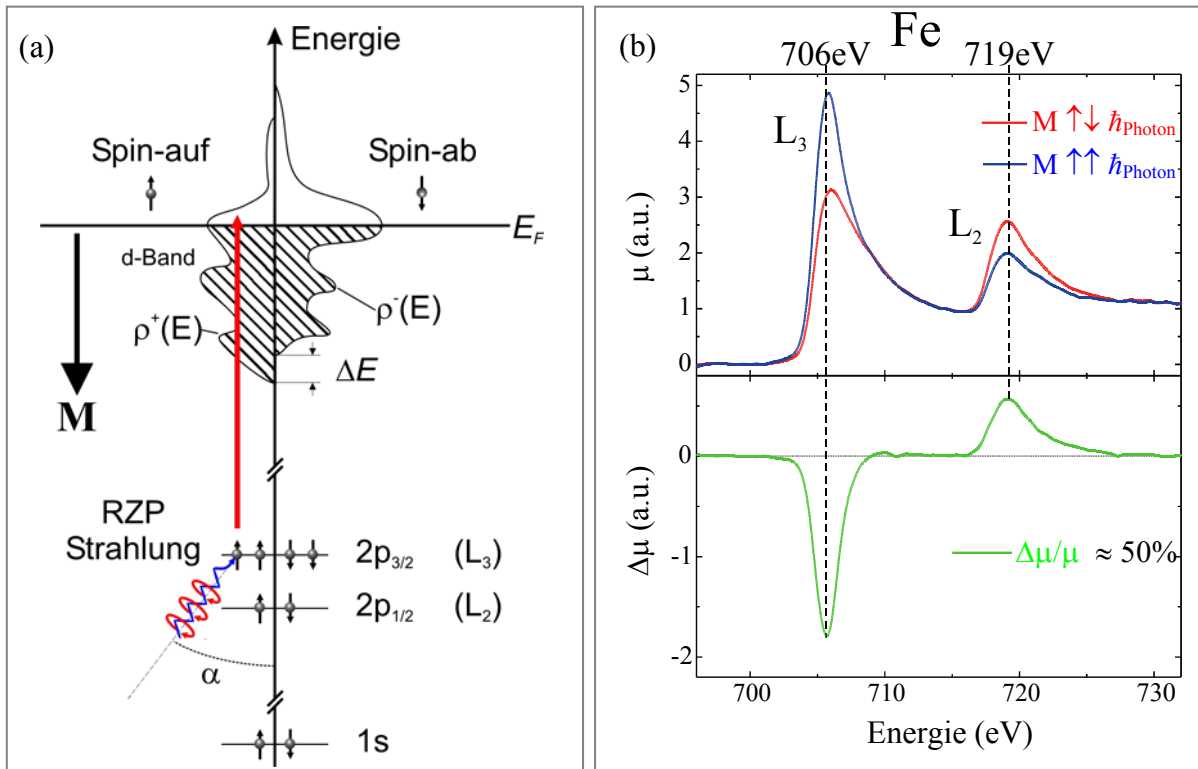 (a)
Energie
Spin-auf
Spin-ab
E_F
d-Band
ρ⁺(E)
ρ⁻(E)
ΔE
M
RZP
Strahlung
2p₃/₂ (L₃)
2p₁/₂ (L₂)
α
1s
(b)
Fe
706eV
719eV
5
4
3
2
1
0
μ (a.u.)
L₃
L₂
M ↑↓ ℏ_Photon
M ↑↑ ℏ_Photon
0
-1
-2
Δμ (a.u.)
Δμ/μ ≈ 50%
700 710 720 730
Energie (eV)